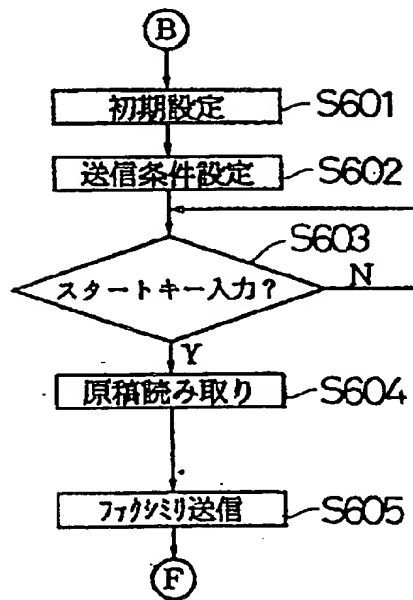 B
初期設定 S601
送信条件設定 S602
S603
スタートキー入力? N
Y
原稿読み取り S604
ファクシミリ送信 S605
F